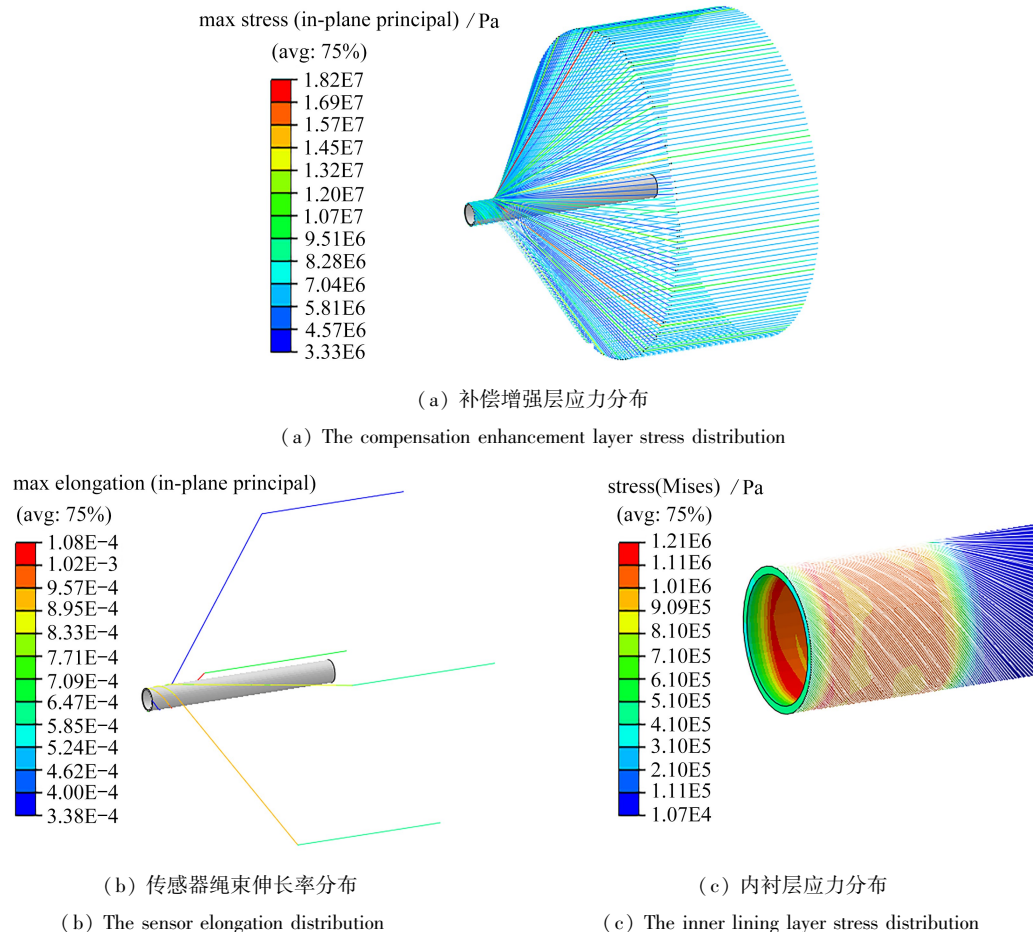 max stress (in-plane principal) / Pa
(avg: 75%)
1.82E7
1.69E7
1.57E7
1.45E7
1.32E7
1.20E7
1.07E7
9.51E6
8.28E6
7.04E6
5.81E6
4.57E6
3.33E6
(a) 补偿增强层应力分布
(a) The compensation enhancement layer stress distribution
max elongation (in-plane principal)
(avg: 75%)
1.08E-4
1.02E-3
9.57E-4
8.95E-4
8.33E-4
7.71E-4
7.09E-4
6.47E-4
5.85E-4
5.24E-4
4.62E-4
4.00E-4
3.38E-4
(b) 传感器绳束伸长率分布
(b) The sensor elongation distribution
stress(Mises) / Pa
(avg: 75%)
1.21E6
1.11E6
1.01E6
9.09E5
8.10E5
7.10E5
6.10E5
5.10E5
4.10E5
3.10E5
2.10E5
1.11E5
1.07E4
(c) 内衬层应力分布
(c) The inner lining layer stress distribution